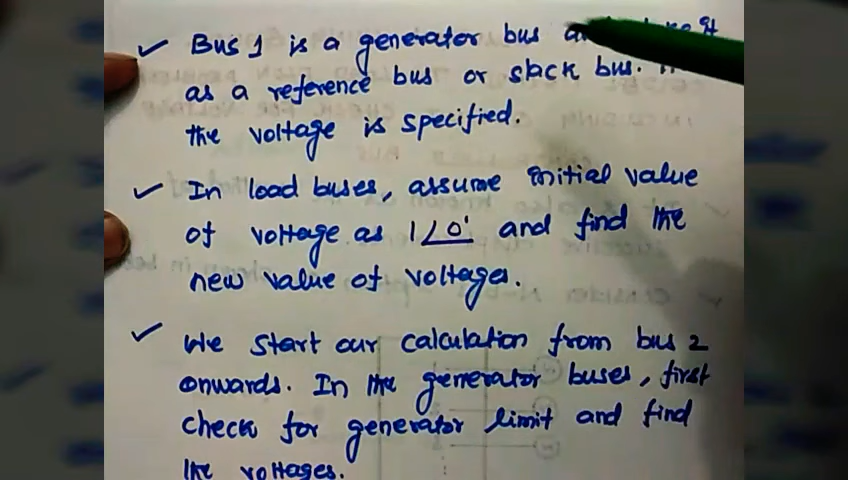 Bus 1 is a generator bus
as a reference bus or slack bus.
the voltage is specified.
In load buses, assume initial value
of voltage as 1∠0° and find the
new value of voltages.
We start our calculation from bus 2
onwards. In the generator buses, first
check for generator limit and find
the voltages.